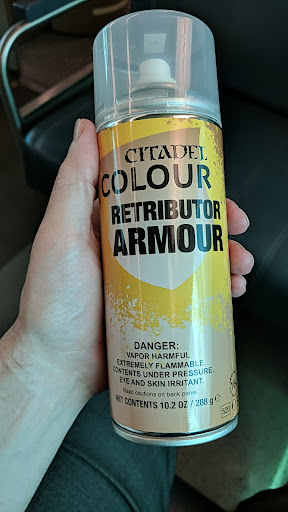 CITADEL
COLOUR
RETRIBUTOR
ARMOUR
DANGER:
VAPOR HARMFUL
EXTREMELY FLAMMABLE.
CONTENTS UNDER PRESSURE.
EYE AND SKIN IRRITANT.
Read cautions on back panel
NET CONTENTS 10.2 OZ / 288 g e